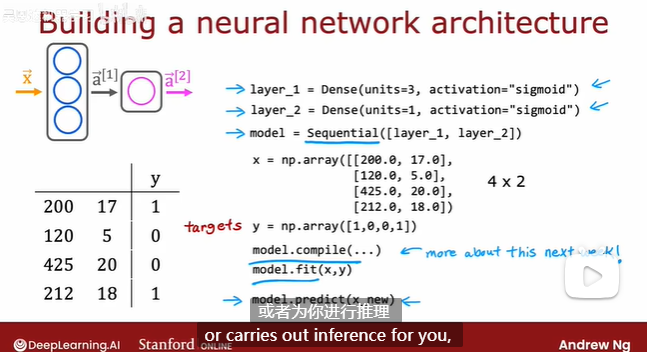 Building a neural network architecture
x⃗
a⃗[1]
a⃗[2]
→ layer_1 = Dense(units=3, activation="sigmoid") ←
→ layer_2 = Dense(units=1, activation="sigmoid") ←
→ model = Sequential([layer_1, layer_2])
x = np.array([[200.0, 17.0],
[120.0, 5.0],
[425.0, 20.0],
[212.0, 18.0]])
4 x 2
y
200 17 1
120 5 0
425 20 0
212 18 1
targets y = np.array([1,0,0,1])
model.compile(...) ← more about this next week!
model.fit(x,y)
→ model.predict(x_new) ←
或者为你进行推理
or carries out inference for you,
DeepLearning.AI Stanford ONLINE Andrew Ng